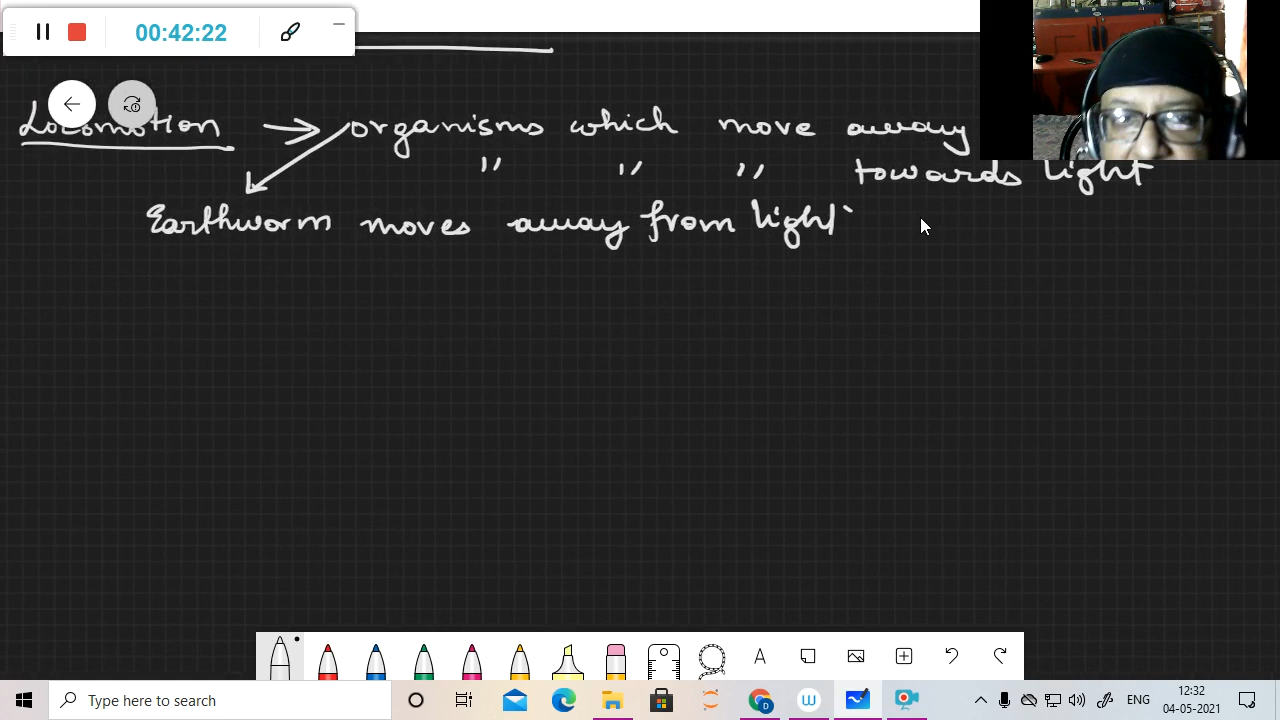 00:42:22
Locomotion → organisms which move away
" " " towards light
Earthworm moves away from light
A
Type here to search
ENG
12:32
04-05-2021